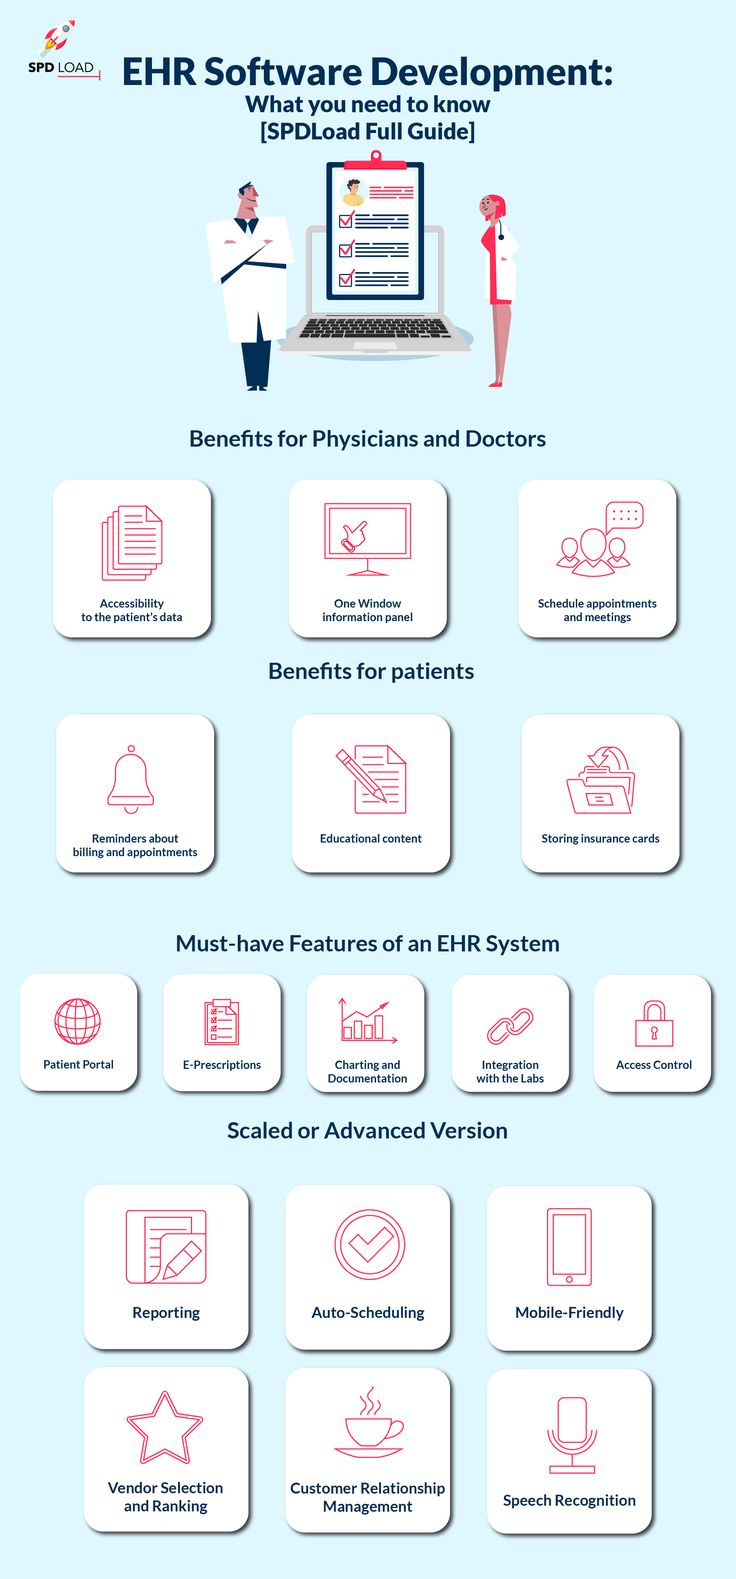 SPD LOAD
EHR Software Development:
What you need to know
[SPDLoad Full Guide]
Benefits for Physicians and Doctors
Accessibility
to the patient's data
One Window
information panel
Schedule appointments
and meetings
Benefits for patients
Reminders about
billing and appointments
Educational content
Storing insurance cards
Must-have Features of an EHR System
Patient Portal
E-Prescriptions
Charting and
Documentation
Integration
with the Labs
Access Control
Scaled or Advanced Version
Reporting
Auto-Scheduling
Mobile-Friendly
Vendor Selection
and Ranking
Customer Relationship
Management
Speech Recognition